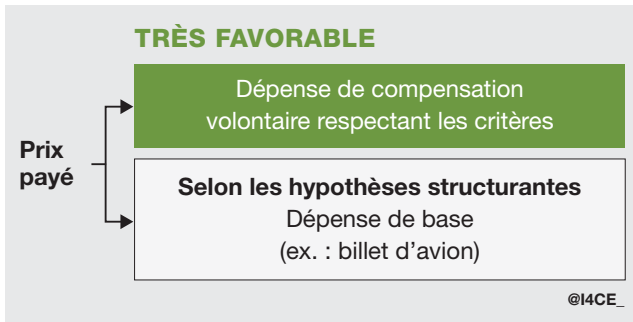 TRÈS FAVORABLE
Dépense de compensation
volontaire respectant les critères
Prix
payé
Selon les hypothèses structurantes
Dépense de base
(ex. : billet d’avion)
@I4CE_